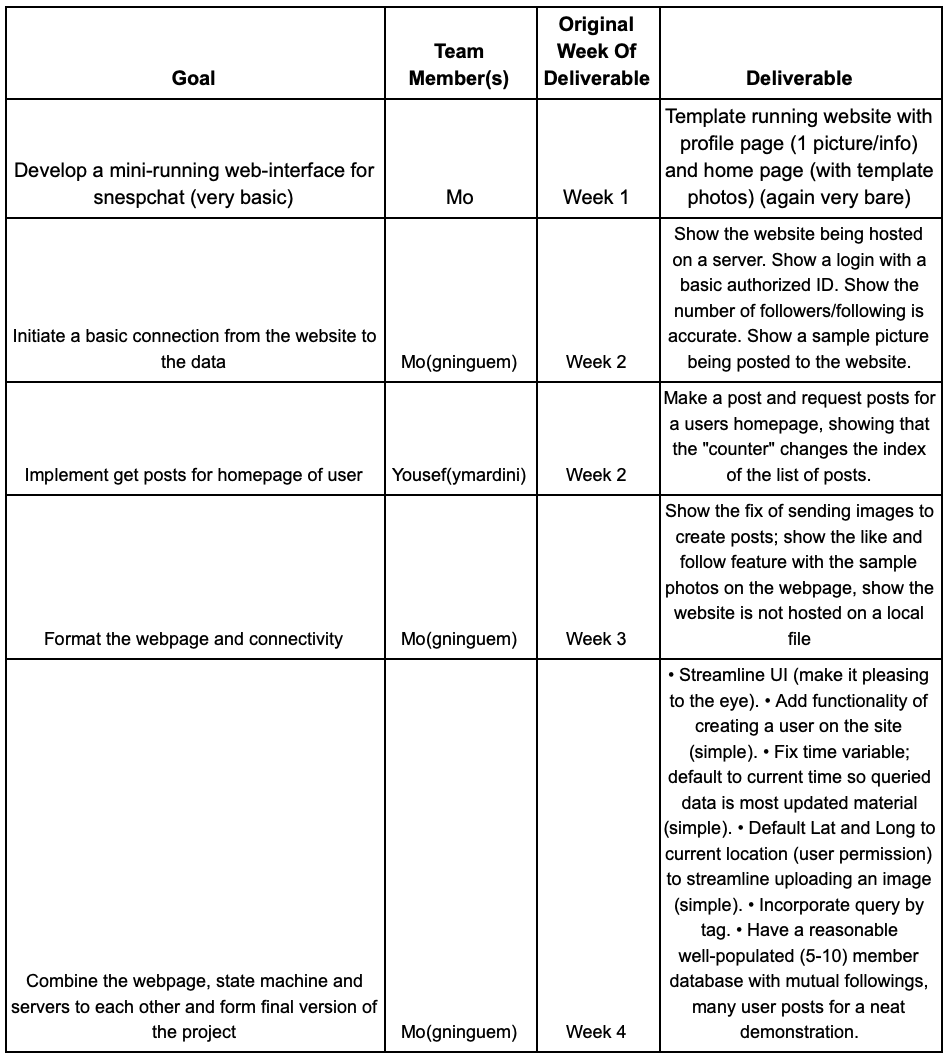 Goal
Team
Member(s)
Original
Week Of
Deliverable
Deliverable
Develop a mini-running web-interface for
snespchat (very basic)
Mo
Week 1
Template running website with
profile page (1 picture/info)
and home page (with template
photos) (again very bare)
Initiate a basic connection from the website to
the data
Mo(gninguem)
Week 2
Show the website being hosted
on a server. Show a login with a
basic authorized ID. Show the
number of followers/following is
accurate. Show a sample picture
being posted to the website.
Implement get posts for homepage of user
Yousef(ymardini)
Week 2
Make a post and request posts for
a users homepage, showing that
the "counter" changes the index
of the list of posts.
Format the webpage and connectivity
Mo(gninguem)
Week 3
Show the fix of sending images to
create posts; show the like and
follow feature with the sample
photos on the webpage, show the
website is not hosted on a local
file
Combine the webpage, state machine and
servers to each other and form final version of
the project
Mo(gninguem)
Week 4
• Streamline UI (make it pleasing
to the eye). • Add functionality of
creating a user on the site
(simple). • Fix time variable;
default to current time so queried
data is most updated material
(simple). • Default Lat and Long to
current location (user permission)
to streamline uploading an image
(simple). • Incorporate query by
tag. • Have a reasonable
well-populated (5-10) member
database with mutual followings,
many user posts for a neat
demonstration.